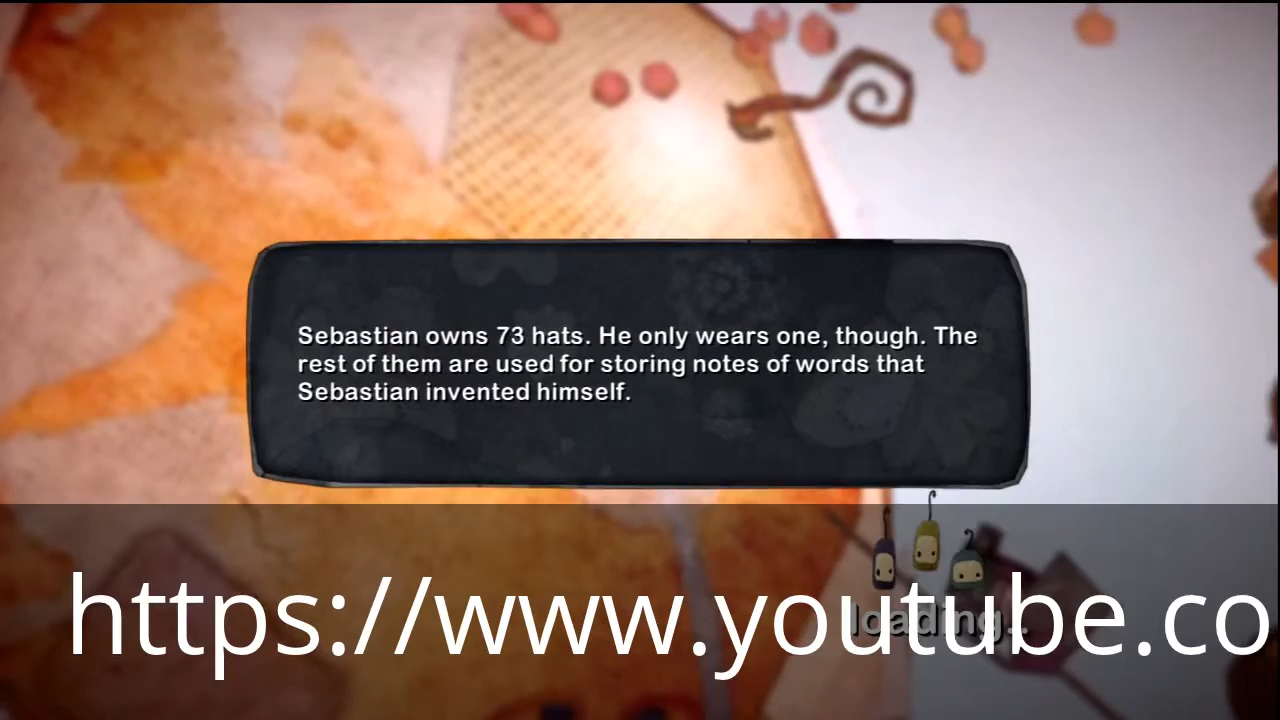 Sebastian owns 73 hats. He only wears one, though. The
rest of them are used for storing notes of words that
Sebastian invented himself.
loading..
https://www.youtube.co